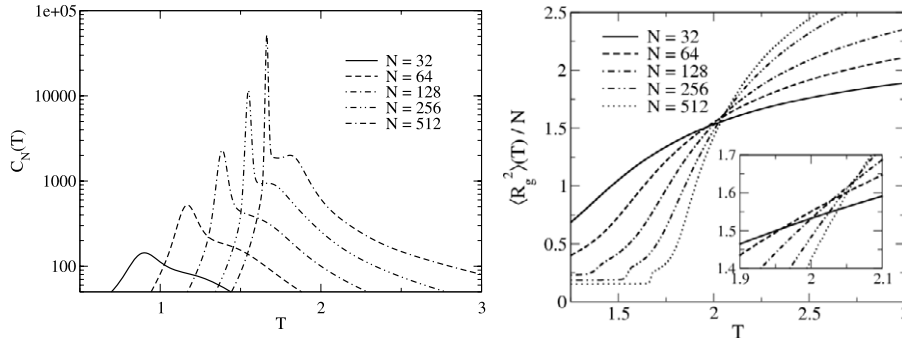 1e+05
10000
1000
100
C_N(T)
N = 32
N = 64
N = 128
N = 256
N = 512
1
2
3
T
2.5
2
1.5
1
0.5
0
⟨R_g^2⟩(T) / N
N = 32
N = 64
N = 128
N = 256
N = 512
1.7
1.6
1.5
1.4
1.9
2
2.1
1.5
2
2.5
3
T